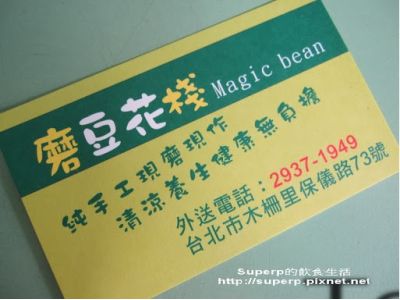 磨豆花棧 Magic bean
純手工現磨現作
清涼養生健康無負擔
外送電話：2937-1949
台北市木柵里保儀路73號
Superp的飲食生活
http://superp.pixnet.net